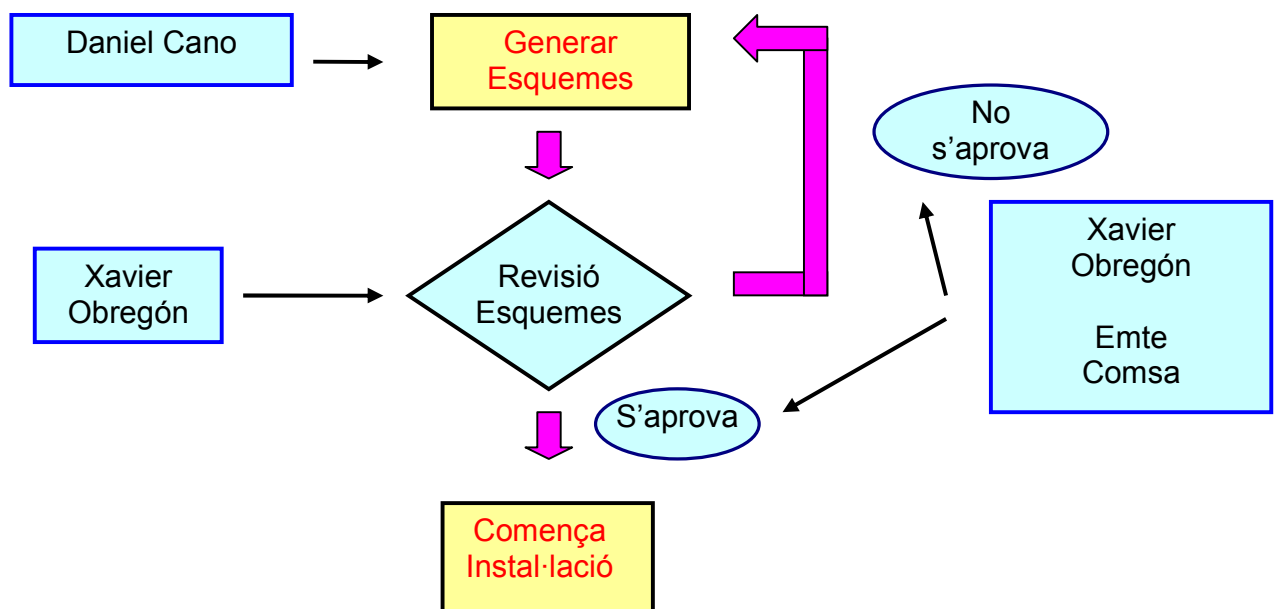 Daniel Cano
Generar
Esquemes
No
s’aprova
Xavier
Obregón
Revisió
Esquemes
Xavier
Obregón
Emte
Comsa
S’aprova
Comença
Instal·lació